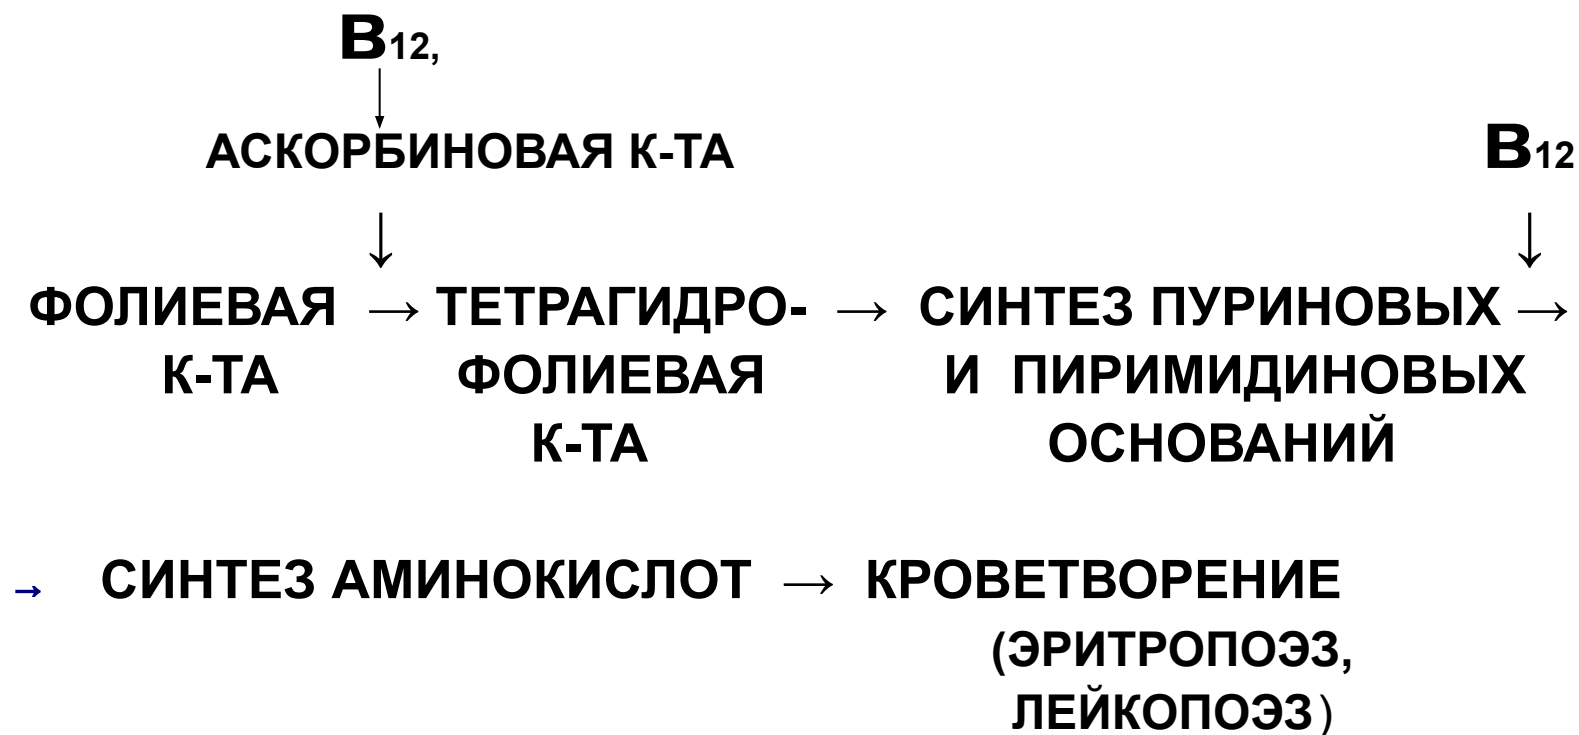 B12,
АСКОРБИНОВАЯ К-ТА
B12
↓ ↓
ФОЛИЕВАЯ → ТЕТРАГИДРО- → СИНТЕЗ ПУРИНОВЫХ →
К-ТА ФОЛИЕВАЯ И ПИРИМИДИНОВЫХ
К-ТА ОСНОВАНИЙ
→ СИНТЕЗ АМИНОКИСЛОТ → КРОВЕТВОРЕНИЕ
(ЭРИТРОПОЭЗ,
ЛЕЙКОПОЭЗ)